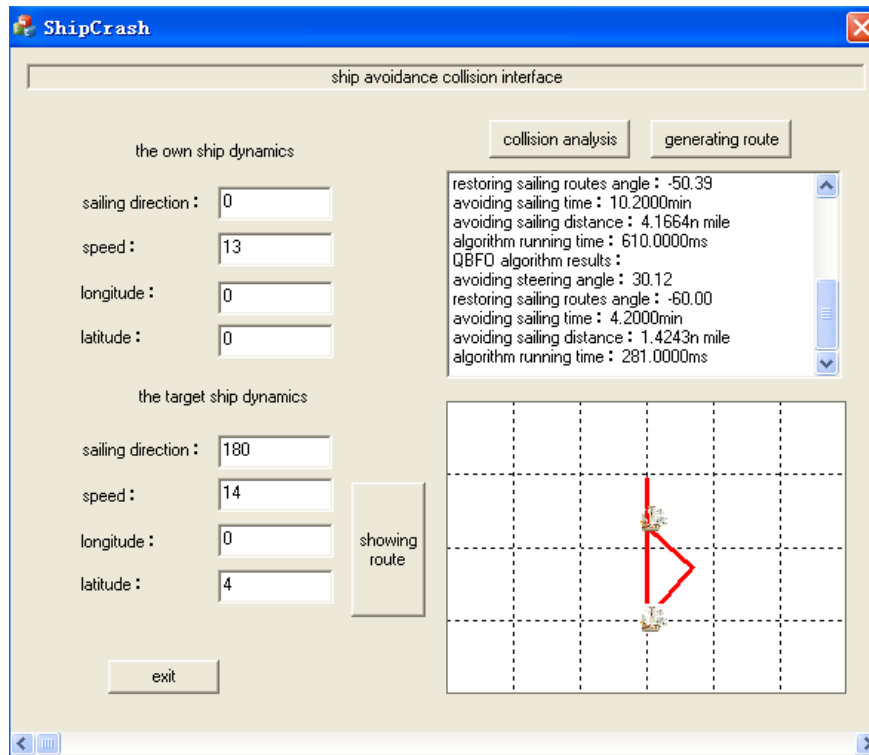 ShipCrash
ship avoidance collision interface
the own ship dynamics
sailing direction：
0
speed：
13
longitude：
0
latitude：
0
the target ship dynamics
sailing direction：
180
speed：
14
longitude：
0
latitude：
4
showing
route
exit
collision analysis
generating route
restoring sailing routes angle：-50.39
avoiding sailing time：10.2000min
avoiding sailing distance：4.1664n mile
algorithm running time：610.0000ms
QBFO algorithm results：
avoiding steering angle：30.12
restoring sailing routes angle：-60.00
avoiding sailing time：4.2000min
avoiding sailing distance：1.4243n mile
algorithm running time：281.0000ms